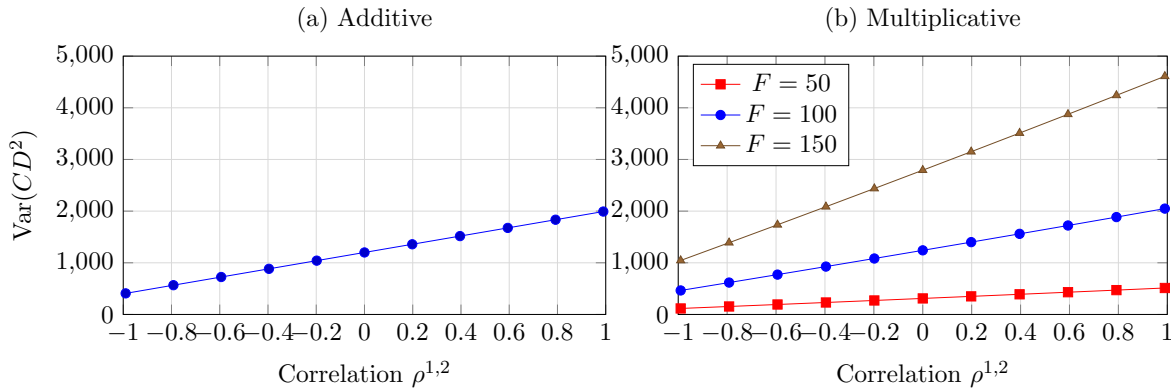 (a) Additive
(b) Multiplicative
Var(CD²)
5,000
4,000
3,000
2,000
1,000
0
−1 −0.8 −0.6 −0.4 −0.2 0 0.2 0.4 0.6 0.8 1
Correlation ρ^{1,2}
5,000
4,000
3,000
2,000
1,000
0
F = 50
F = 100
F = 150
−1 −0.8 −0.6 −0.4 −0.2 0 0.2 0.4 0.6 0.8 1
Correlation ρ^{1,2}